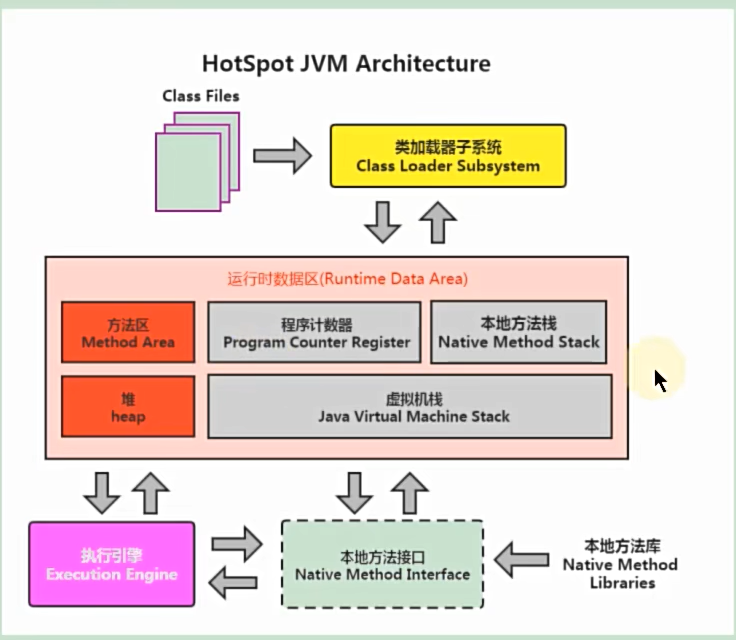 HotSpot JVM Architecture
Class Files
类加载器子系统
Class Loader Subsystem
运行时数据区(Runtime Data Area)
方法区
Method Area
程序计数器
Program Counter Register
本地方法栈
Native Method Stack
堆
heap
虚拟机栈
Java Virtual Machine Stack
执行引擎
Execution Engine
本地方法接口
Native Method Interface
本地方法库
Native Method
Libraries